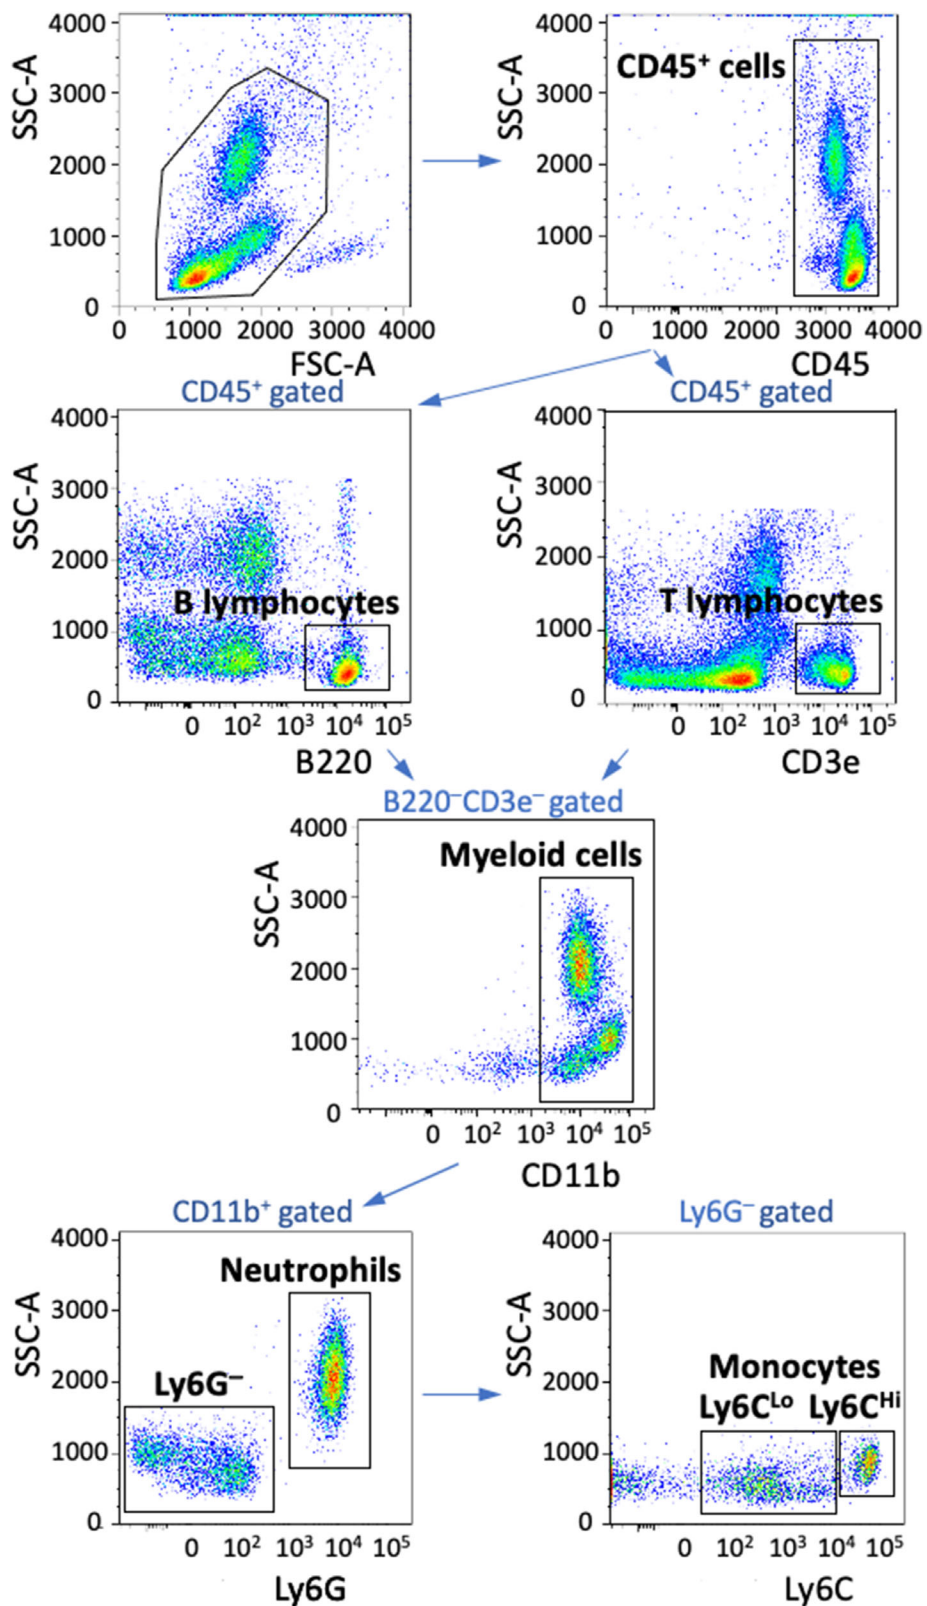 4000
3000
2000
1000
0
SSC-A
0 1000 2000 3000 4000
FSC-A
4000
3000
2000
1000
0
SSC-A
CD45⁺ cells
0 1000 2000 3000 4000
CD45
CD45⁺ gated
4000
3000
2000
1000
0
SSC-A
B lymphocytes
0 10² 10³ 10⁴ 10⁵
B220
CD45⁺ gated
4000
3000
2000
1000
0
SSC-A
T lymphocytes
0 10² 10³ 10⁴ 10⁵
CD3e
B220⁻CD3e⁻ gated
4000
3000
2000
1000
0
SSC-A
Myeloid cells
0 10² 10³ 10⁴ 10⁵
CD11b
CD11b⁺ gated
4000
3000
2000
1000
0
SSC-A
Neutrophils
Ly6G⁻
0 10² 10³ 10⁴ 10⁵
Ly6G
Ly6G⁻ gated
4000
3000
2000
1000
0
SSC-A
Monocytes
Ly6Cᴸᵒ Ly6Cᴴⁱ
0 10² 10³ 10⁴ 10⁵
Ly6C